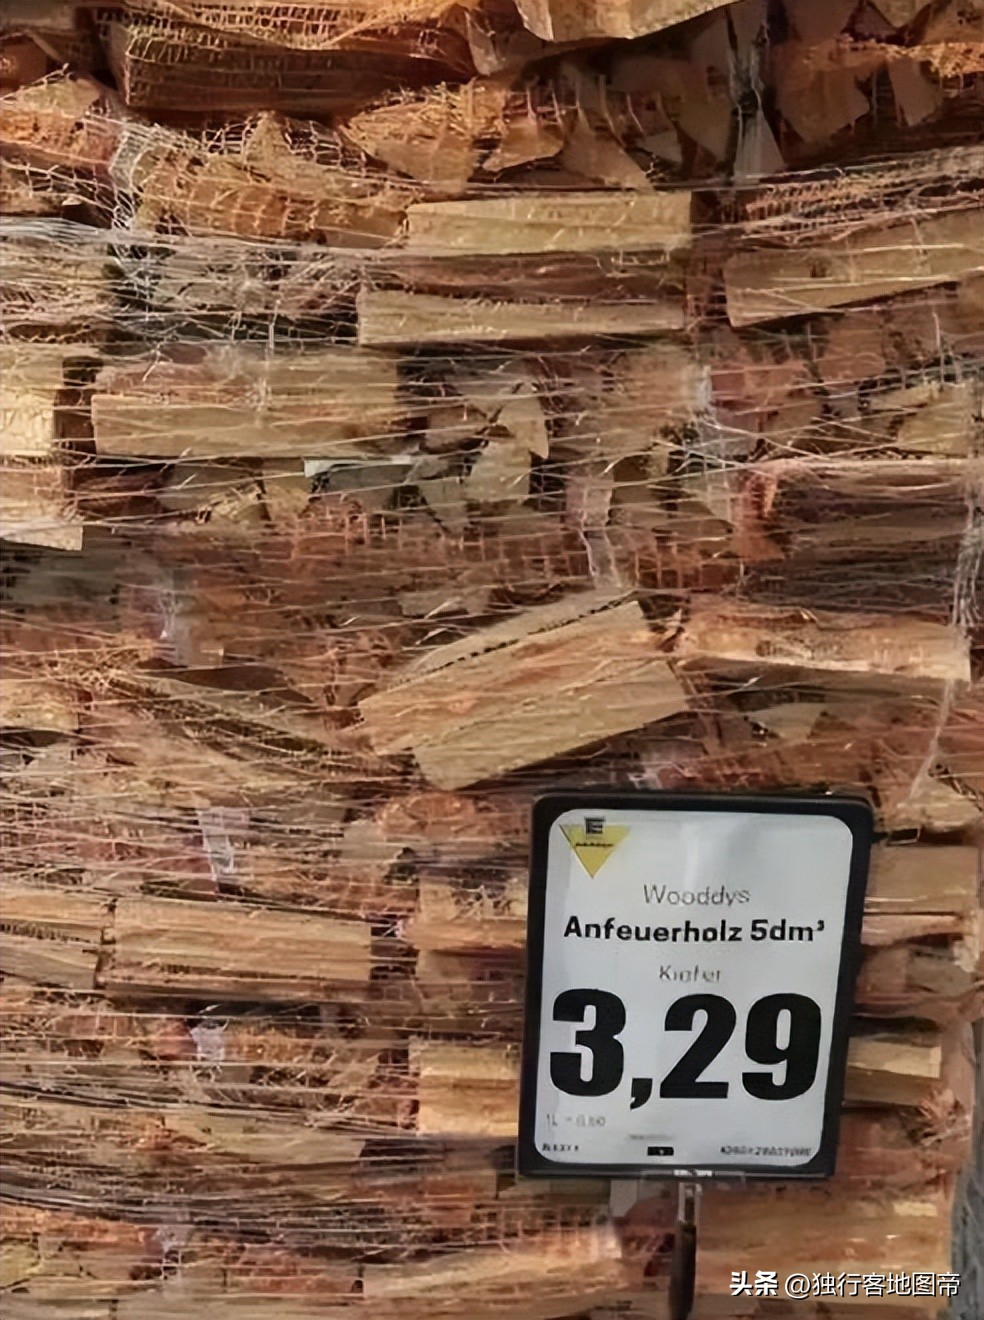 Wooddys
Anfeuerholz 5dm³
Kiefer
3,29
头条 @独行客地图帝